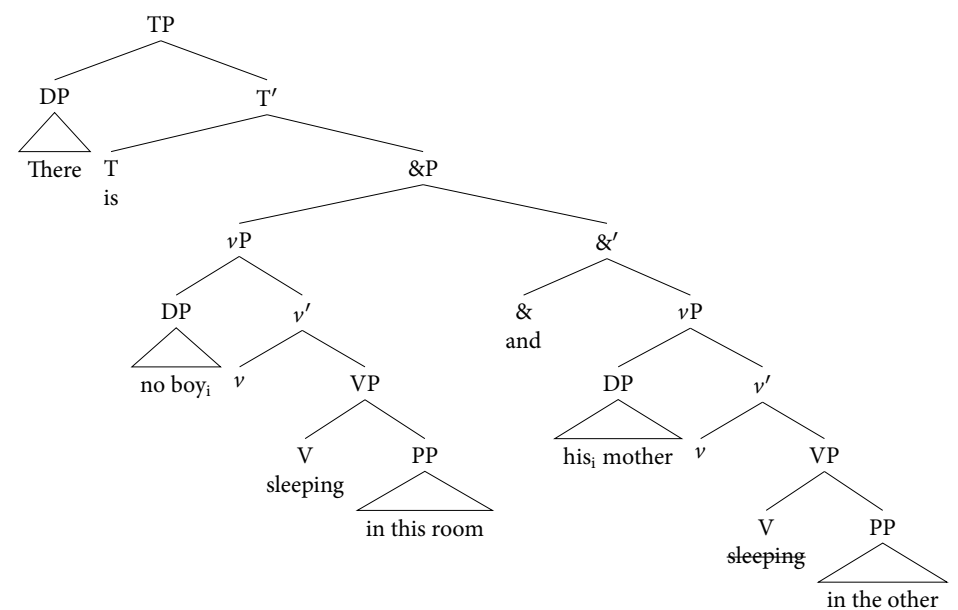 TP
DP T′
There T &P
is
vP &′
DP v′ & vP
and
no boyᵢ v VP DP v′
V PP hisᵢ mother v VP
sleeping
in this room V PP
sleeping
in the other